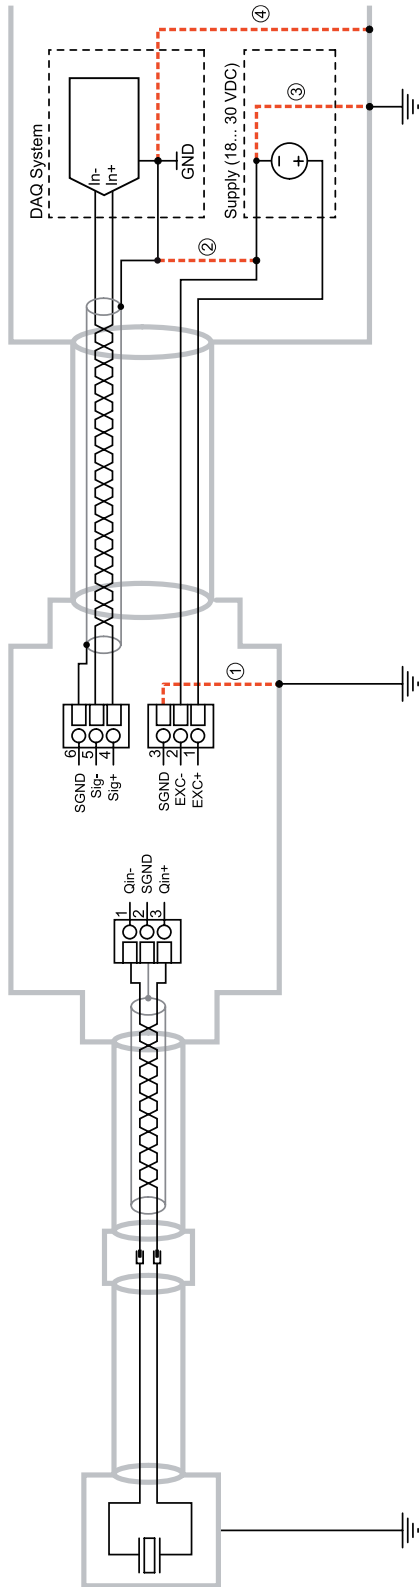 ④
DAQ System
In-
In+
GND
Supply (18... 30 VDC)
③
−
+
②
①
6
5
4
SGND
Sig-
Sig+
3
2
1
SGND
EXC-
EXC+
Qin-
SGND
Qin+
1
2
3